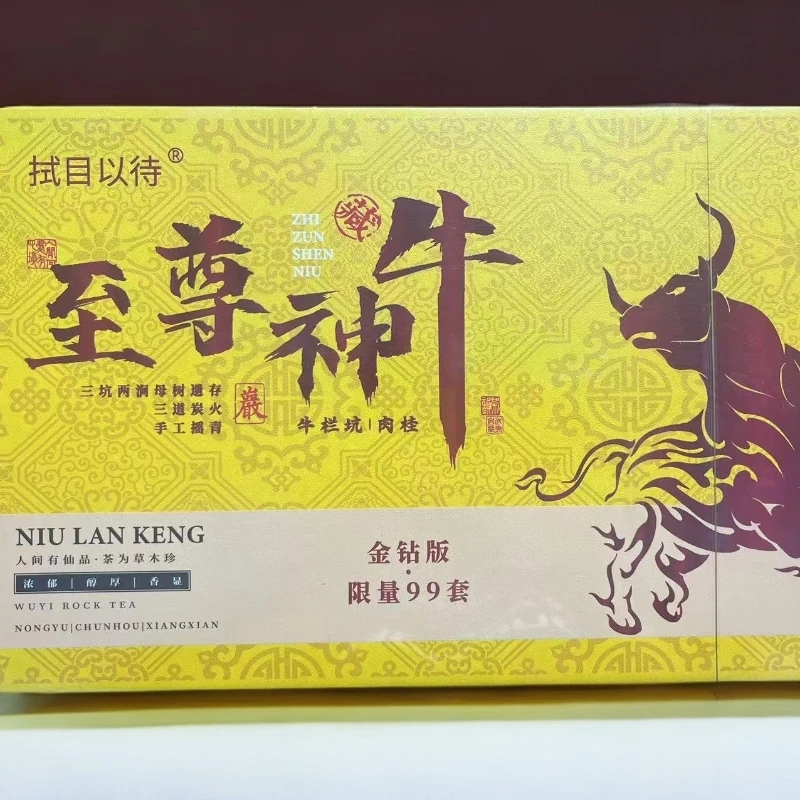 拭目以待®
至尊神牛
ZHI
ZUN
SHEN
NIU
藏
三坑两涧母树遗存
三道炭火
手工摇青
巖
牛栏坑|肉桂
NIU LAN KENG
人间有仙品·茶为草木珍
浓郁|醇厚|香显
WUYI ROCK TEA
NONGYU|CHUNHOU|XIANGXIAN
金钻版
·
限量99套